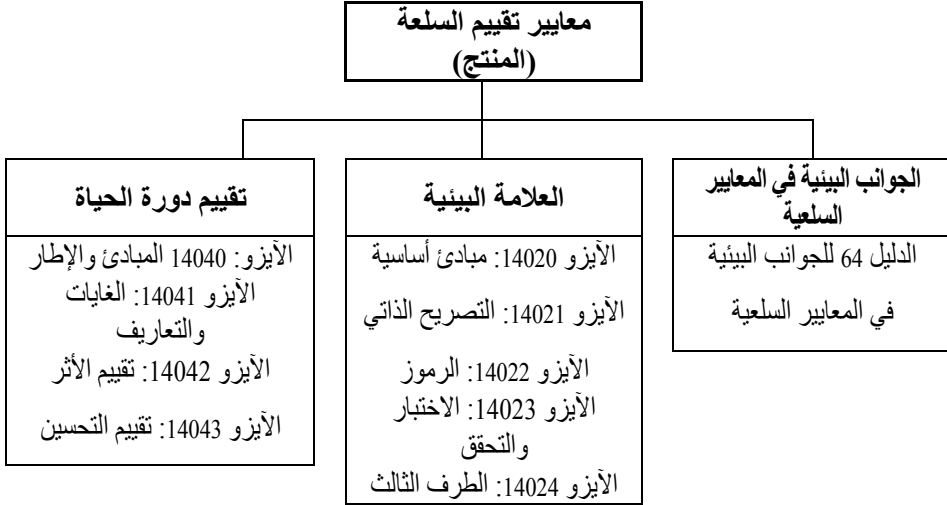 معايير تقييم السلعة
(المنتج)
الجوانب البيئية في المعايير
السلعية
الدليل 64 للجوانب البيئية
في المعايير السلعية
العلامة البيئية
الآيزو 14020: مبادئ أساسية
الآيزو 14021: التصريح الذاتي
الآيزو 14022: الرموز
الآيزو 14023: الاختبار
والتحقق
الآيزو 14024: الطرف الثالث
تقييم دورة الحياة
الآيزو: 14040 المبادئ والإطار
الآيزو 14041: الغايات
والتعاريف
الآيزو 14042: تقييم الأثر
الآيزو 14043: تقييم التحسين